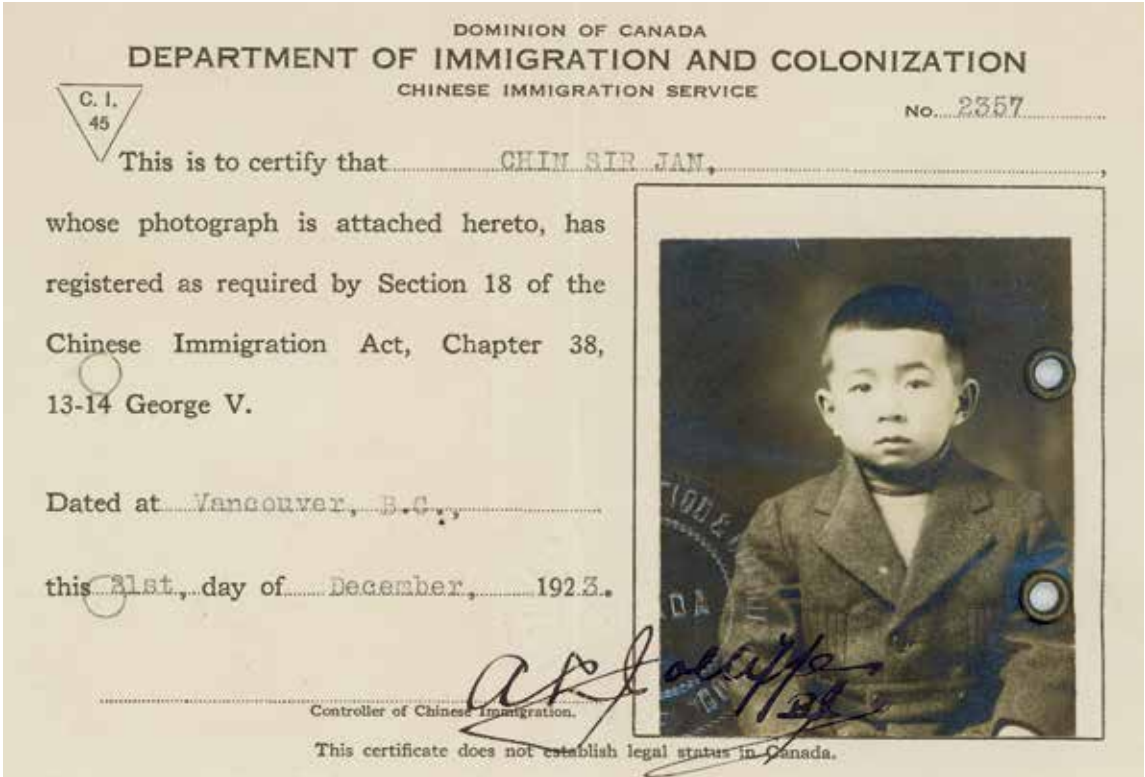 DOMINION OF CANADA
DEPARTMENT OF IMMIGRATION AND COLONIZATION
CHINESE IMMIGRATION SERVICE
C. I.
45
No. 2357
This is to certify that CHIN SIR JAN,
whose photograph is attached hereto, has
registered as required by Section 18 of the
Chinese Immigration Act, Chapter 38,
13-14 George V.
Dated at Vancouver, B.C.,
this day of December, 1923.
Controller of Chinese Immigration.
This certificate does not establish legal status in Canada.